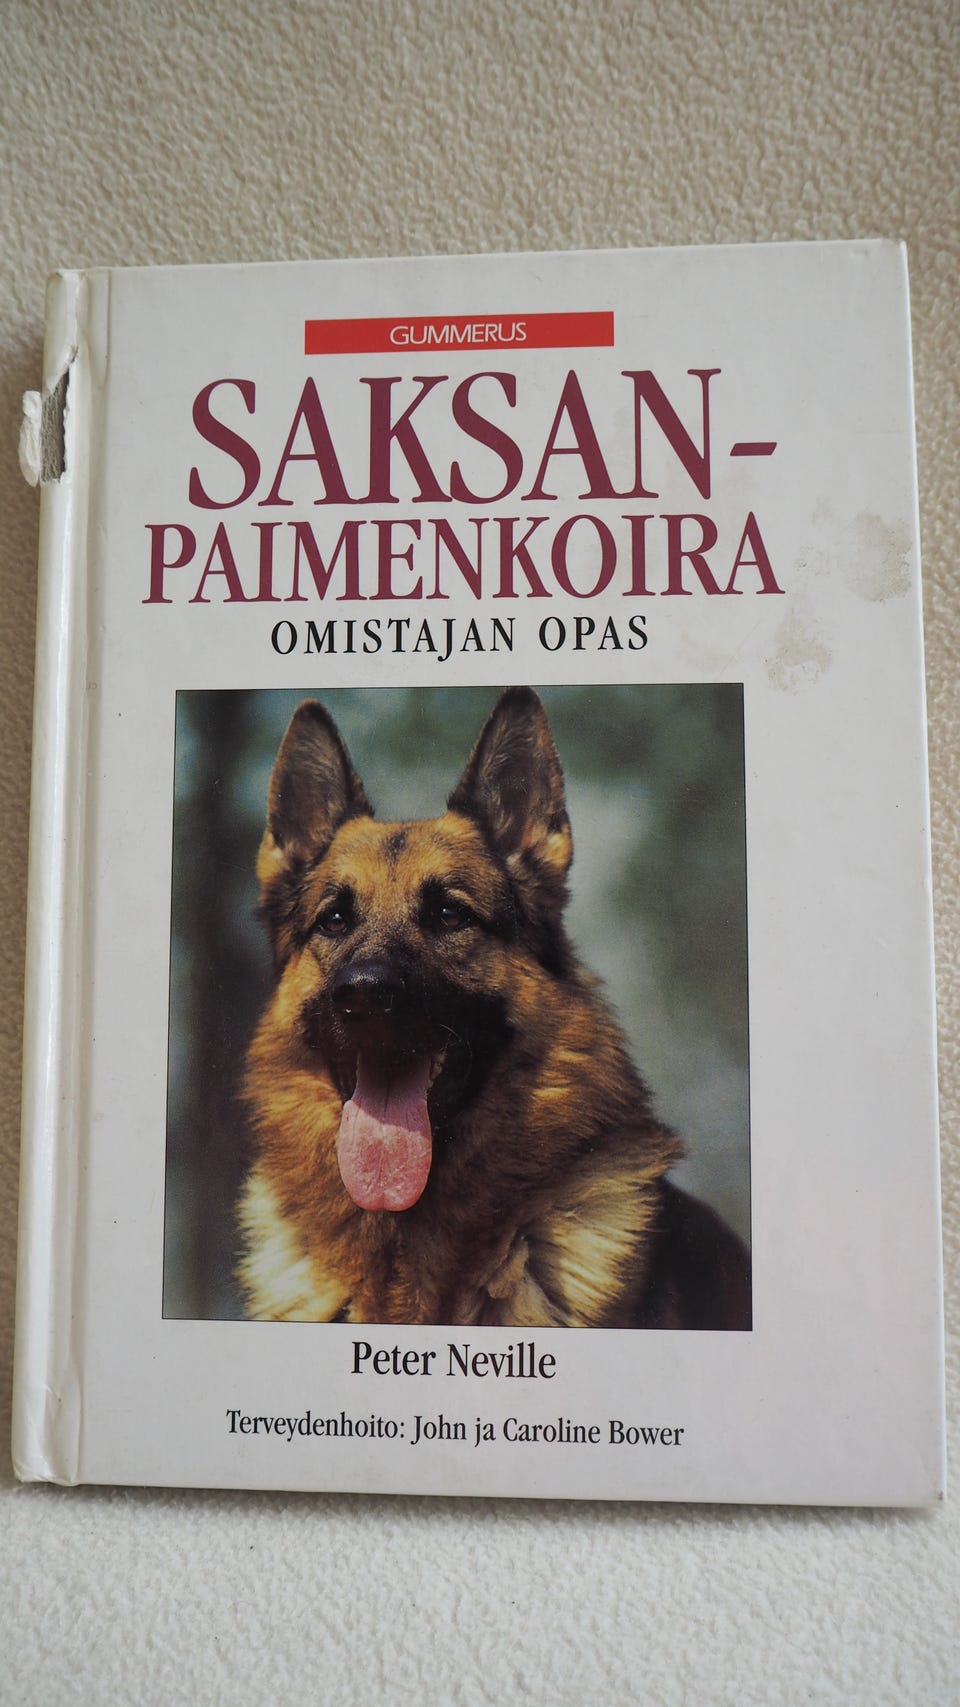 GUMMERUS
SAKSAN-
PAIMENKOIRA
OMISTAJAN OPAS
Peter Neville
Terveydenhoito: John ja Caroline Bower